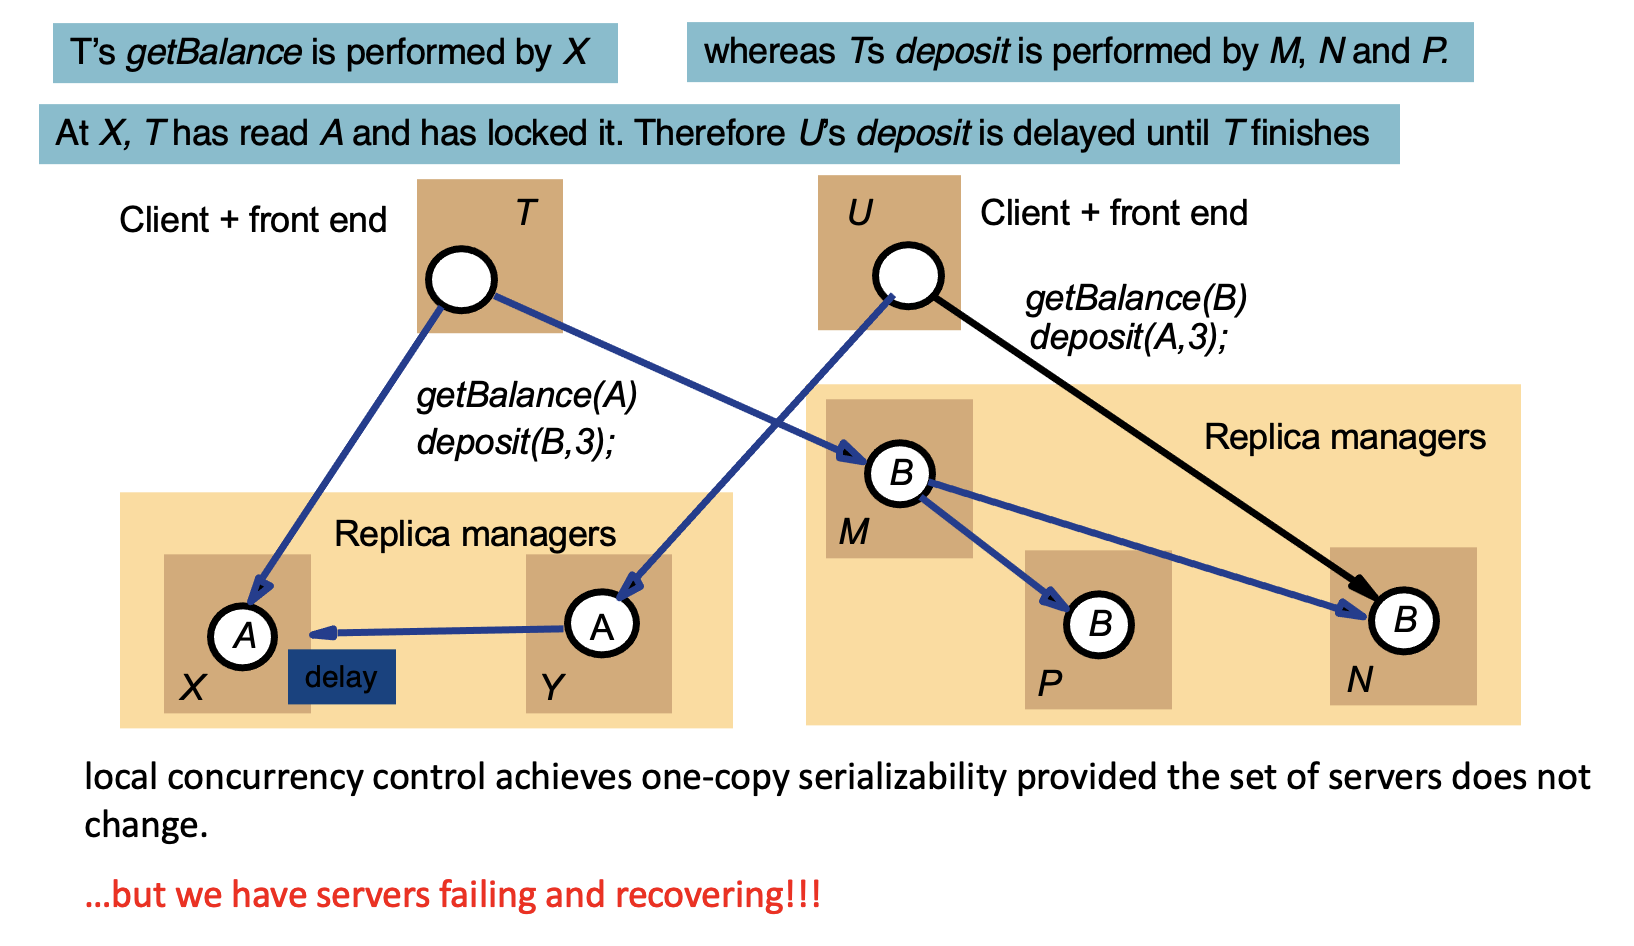 T's getBalance is performed by X
whereas Ts deposit is performed by M, N and P.
At X, T has read A and has locked it. Therefore U's deposit is delayed until T finishes
Client + front end
T
U
Client + front end
getBalance(B)
deposit(A,3);
getBalance(A)
deposit(B,3);
Replica managers
B
M
Replica managers
A
X
delay
A
Y
B
P
B
N
local concurrency control achieves one-copy serializability provided the set of servers does not
change.
...but we have servers failing and recovering!!!